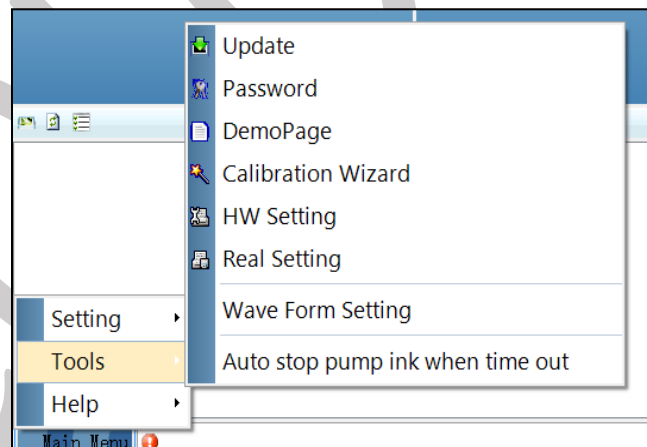 Update
Password
DemoPage
Calibration Wizard
HW Setting
Real Setting
Wave Form Setting
Auto stop pump ink when time out
Setting
Tools
Help
Main Menu